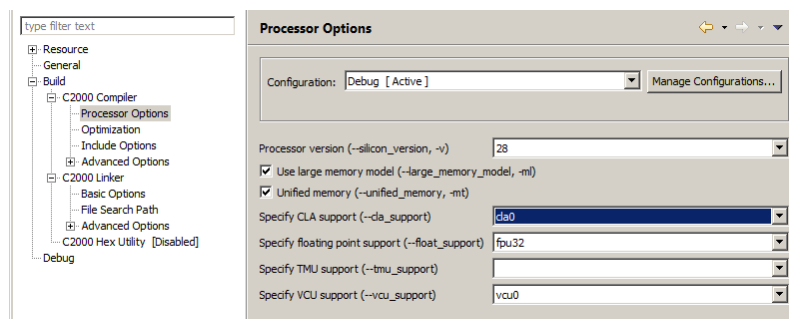 type filter text
Resource
General
Build
C2000 Compiler
Processor Options
Optimization
Include Options
Advanced Options
C2000 Linker
Basic Options
File Search Path
Advanced Options
C2000 Hex Utility [Disabled]
Debug
Processor Options
Configuration: Debug [ Active ] Manage Configurations...
Processor version (--silicon_version, -v) 28
Use large memory model (--large_memory_model, -ml)
Unified memory (--unified_memory, -mt)
Specify CLA support (--cla_support) cla0
Specify floating point support (--float_support) fpu32
Specify TMU support (--tmu_support)
Specify VCU support (--vcu_support) vcu0